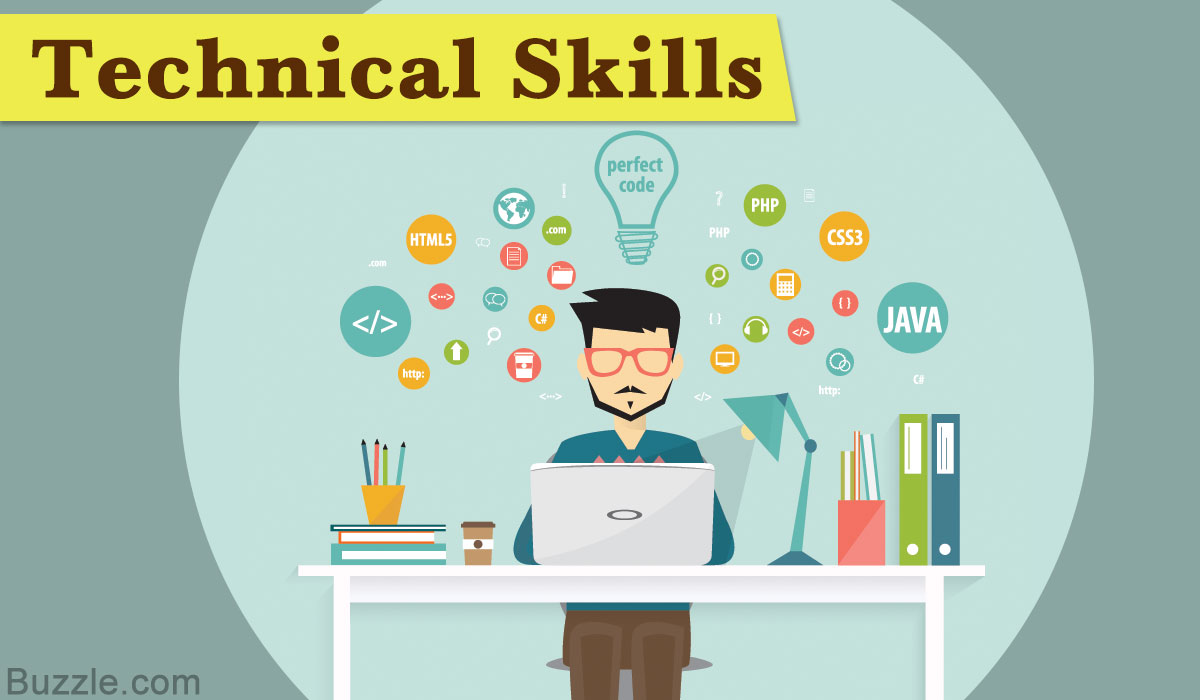 Technical Skills
perfect
code
PHP
.com
HTML5
PHP
CSS3
.com
</>
<···>
C#
{ }
{ }
JAVA
</>
http:
C#
http:
<···>
</>
Buzzle.com